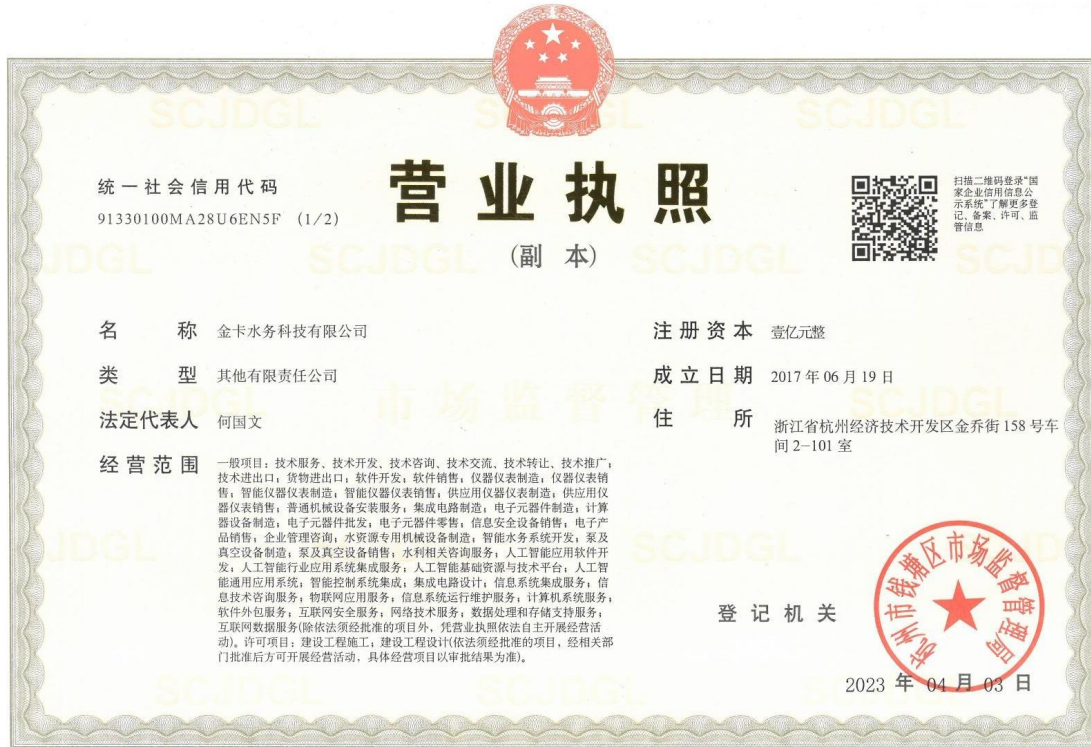 统一社会信用代码
91330100MA28U6EN5F (1/2)
营业执照
(副 本)
扫描二维码登录“国
家企业信用信息公
示系统”了解更多登
记、备案、许可、监
管信息
名 称 金卡水务科技有限公司
类 型 其他有限责任公司
法定代表人 何国文
经营范围 一般项目：技术服务、技术开发、技术咨询、技术交流、技术转让、技术推广；
技术进出口；货物进出口；软件开发；软件销售；仪器仪表制造；仪器仪表销
售；智能仪器仪表制造；智能仪器仪表销售；供应用仪器仪表制造；供应用仪
器仪表销售；普通机械设备安装服务；集成电路制造；电子元器件制造；计算
器设备制造；电子元器件批发；电子元器件零售；信息安全设备销售；电子产
品销售；企业管理咨询；水资源专用机械设备制造；智能水务系统开发；泵及
真空设备制造；泵及真空设备销售；水利相关咨询服务；人工智能应用软件开
发；人工智能行业应用系统集成服务；人工智能基础资源与技术平台；人工智
能通用应用系统；智能控制系统集成；集成电路设计；信息系统集成服务；信
息技术咨询服务；物联网应用服务；信息系统运行维护服务；计算机系统服务；
软件外包服务；互联网安全服务；网络技术服务；数据处理和存储支持服务；
互联网数据服务(除依法须经批准的项目外，凭营业执照依法自主开展经营活
动)。许可项目：建设工程施工；建设工程设计(依法须经批准的项目，经相关部
门批准后方可开展经营活动，具体经营项目以审批结果为准)。
注册资本 壹亿元整
成立日期 2017 年 06 月 19 日
住 所 浙江省杭州经济技术开发区金乔街 158 号车
间 2-101 室
登记机关
杭州市钱塘区市场监督管理局
2023 年 04 月 03 日
SCJDGL
市场监督管理